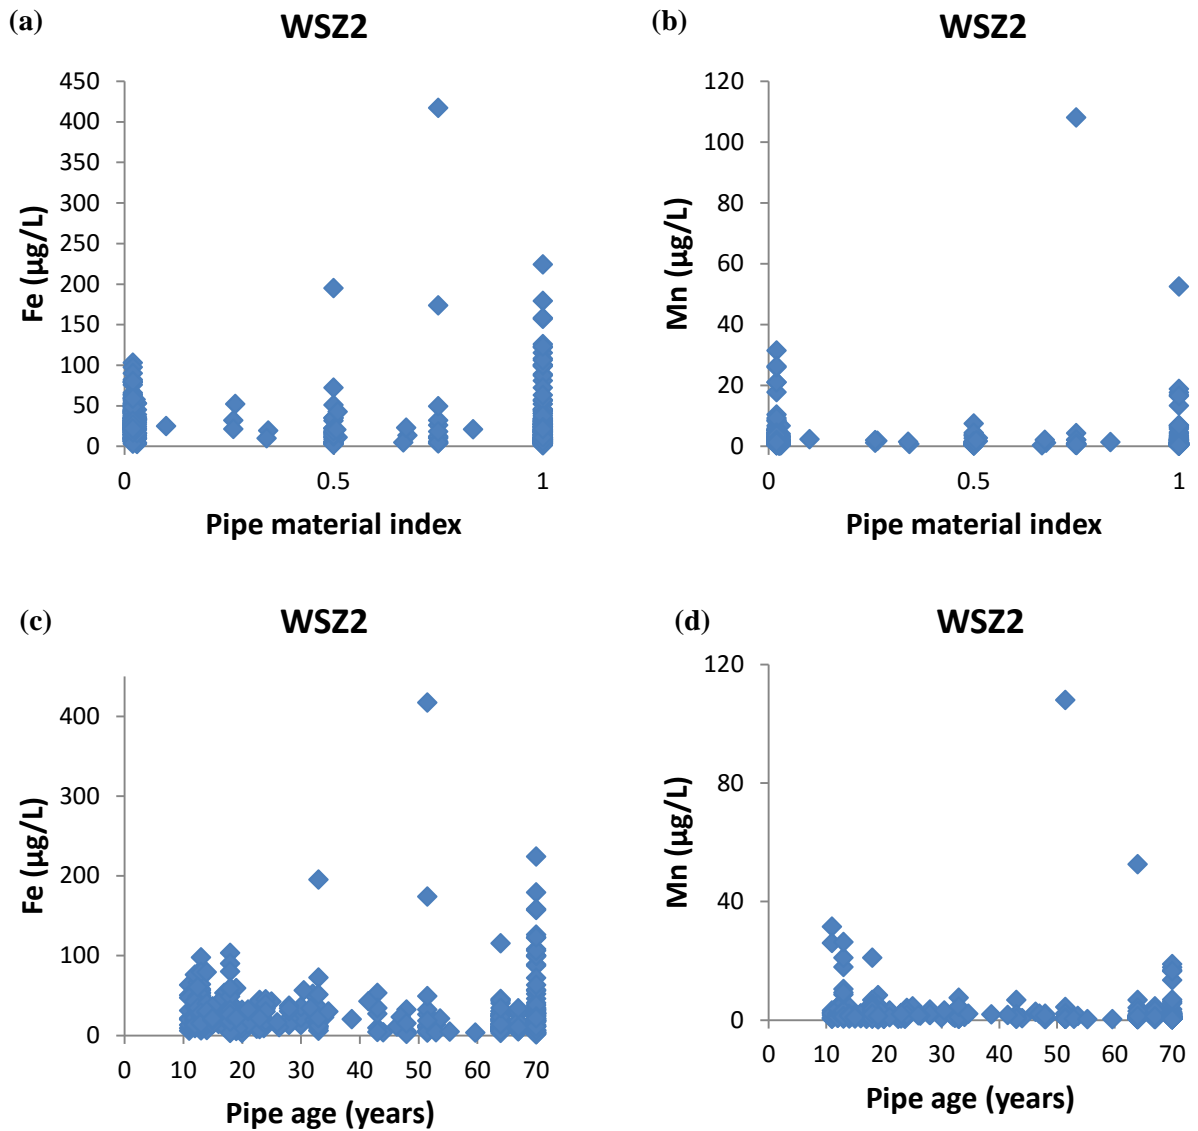 (a)
WSZ2
450
400
350
300
250
200
150
100
50
0
Fe (µg/L)
0 0.5 1
Pipe material index
(b)
WSZ2
120
100
80
60
40
20
0
Mn (µg/L)
0 0.5 1
Pipe material index
(c)
WSZ2
400
300
200
100
0
Fe (µg/L)
0 10 20 30 40 50 60 70
Pipe age (years)
(d)
WSZ2
120
80
40
0
Mn (µg/L)
0 10 20 30 40 50 60 70
Pipe age (years)